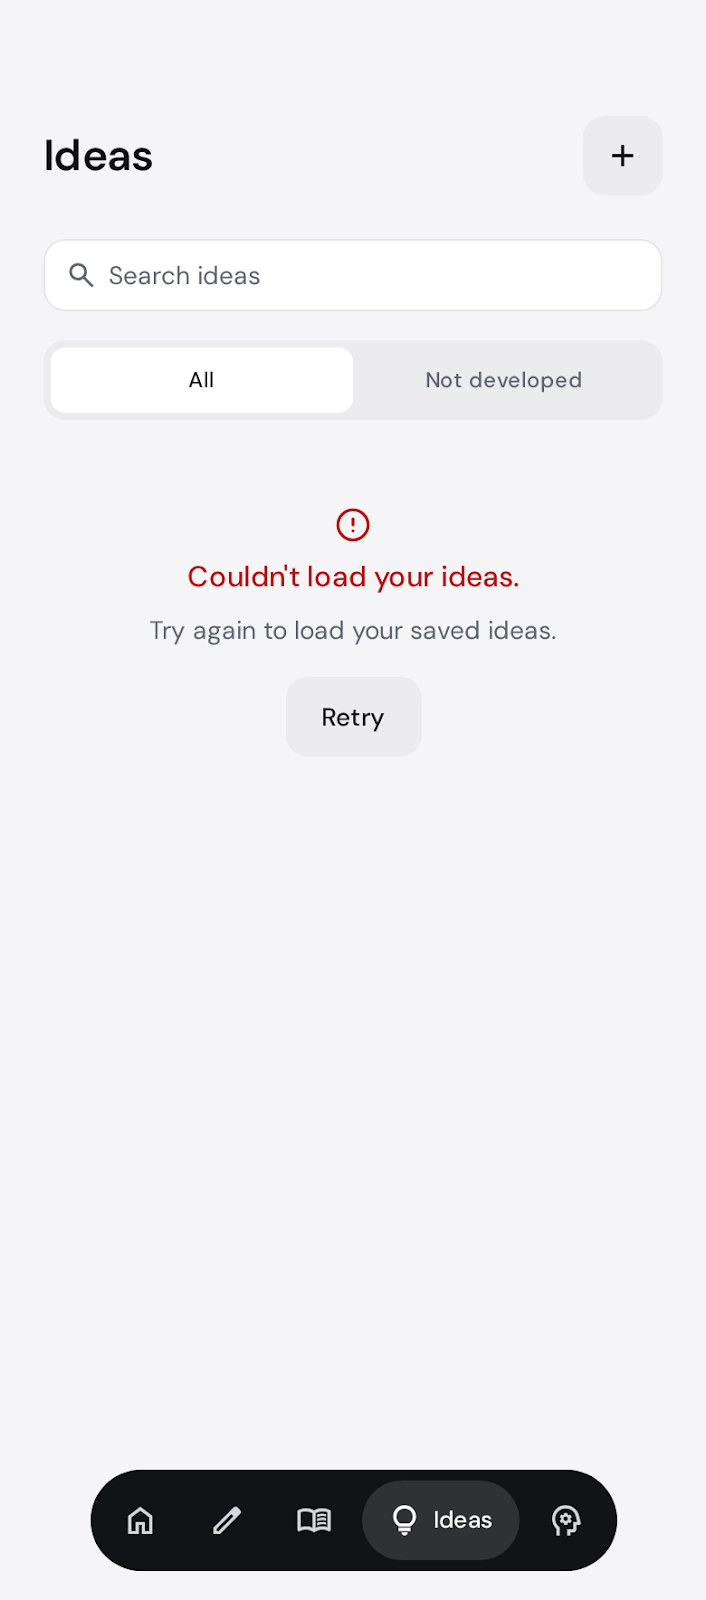 Ideas
Search ideas
All
Not developed
Couldn't load your ideas.
Try again to load your saved ideas.
Retry
Ideas